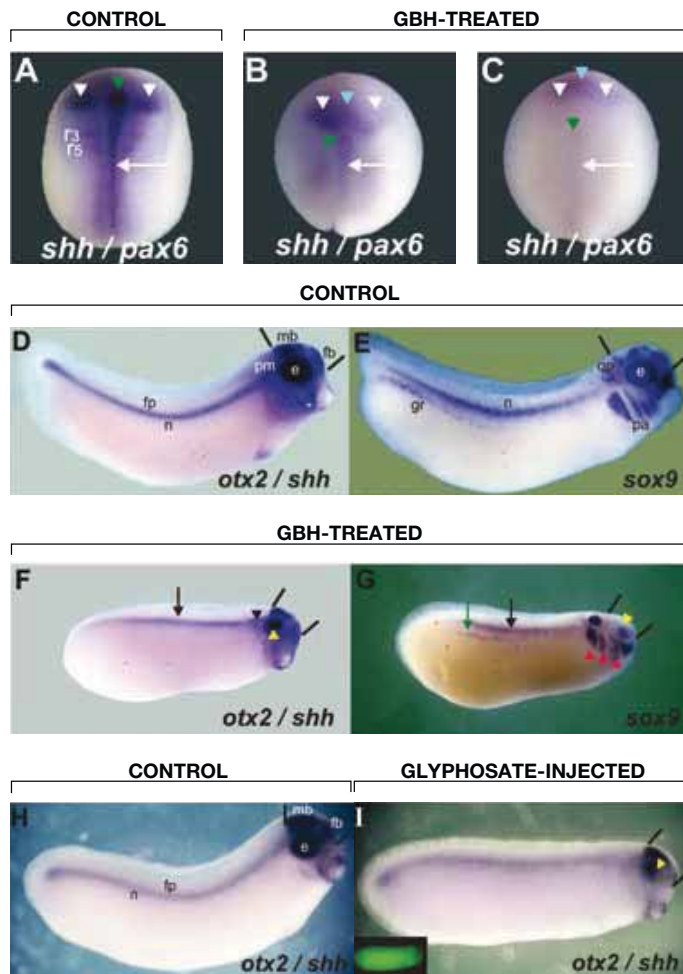 CONTROL
GBH-TREATED
A
B
C
r3
r5
shh / pax6
shh / pax6
shh / pax6
CONTROL
D
mb
fb
pm
e
fp
n
otx2 / shh
E
op
e
n
gr
pa
sox9
GBH-TREATED
F
otx2 / shh
G
sox9
CONTROL
GLYPHOSATE-INJECTED
H
mb
fb
e
fp
n
otx2 / shh
I
otx2 / shh